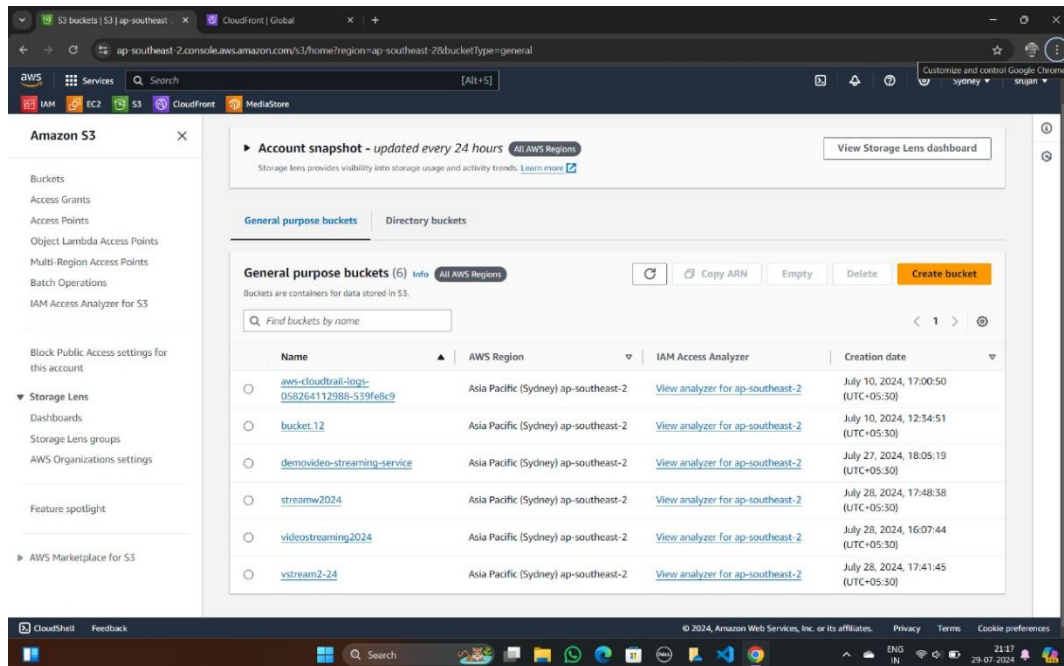 S3 buckets | S3 | ap-southeast-
CloudFront | Global
ap-southeast-2.console.aws.amazon.com/s3/home?region=ap-southeast-2&bucketType=general
Customize and control Google Chrome
aws
Services
Search
[Alt+S]
Sydney
srujan
IAM
EC2
S3
CloudFront
MediaStore
Amazon S3
Buckets
Access Grants
Access Points
Object Lambda Access Points
Multi-Region Access Points
Batch Operations
IAM Access Analyzer for S3
Block Public Access settings for
this account
Storage Lens
Dashboards
Storage Lens groups
AWS Organizations settings
Feature spotlight
AWS Marketplace for S3
Account snapshot - updated every 24 hours All AWS Regions
Storage lens provides visibility into storage usage and activity trends. Learn more
View Storage Lens dashboard
General purpose buckets
Directory buckets
General purpose buckets (6) Info All AWS Regions
Buckets are containers for data stored in S3.
Copy ARN
Empty
Delete
Create bucket
Find buckets by name
1
Name AWS Region IAM Access Analyzer Creation date
aws-cloudtrail-logs-
058264112988-539fe8c9
Asia Pacific (Sydney) ap-southeast-2
View analyzer for ap-southeast-2
July 10, 2024, 17:00:50
(UTC+05:30)
bucket.12
Asia Pacific (Sydney) ap-southeast-2
View analyzer for ap-southeast-2
July 10, 2024, 12:34:51
(UTC+05:30)
demovideo-streaming-service
Asia Pacific (Sydney) ap-southeast-2
View analyzer for ap-southeast-2
July 27, 2024, 18:05:19
(UTC+05:30)
streamw2024
Asia Pacific (Sydney) ap-southeast-2
View analyzer for ap-southeast-2
July 28, 2024, 17:48:38
(UTC+05:30)
videostreaming2024
Asia Pacific (Sydney) ap-southeast-2
View analyzer for ap-southeast-2
July 28, 2024, 16:07:44
(UTC+05:30)
vstream2-24
Asia Pacific (Sydney) ap-southeast-2
View analyzer for ap-southeast-2
July 28, 2024, 17:41:45
(UTC+05:30)
CloudShell
Feedback
© 2024, Amazon Web Services, Inc. or its affiliates.
Privacy
Terms
Cookie preferences
Search
DELL
ENG
IN
21:17
29-07-2024